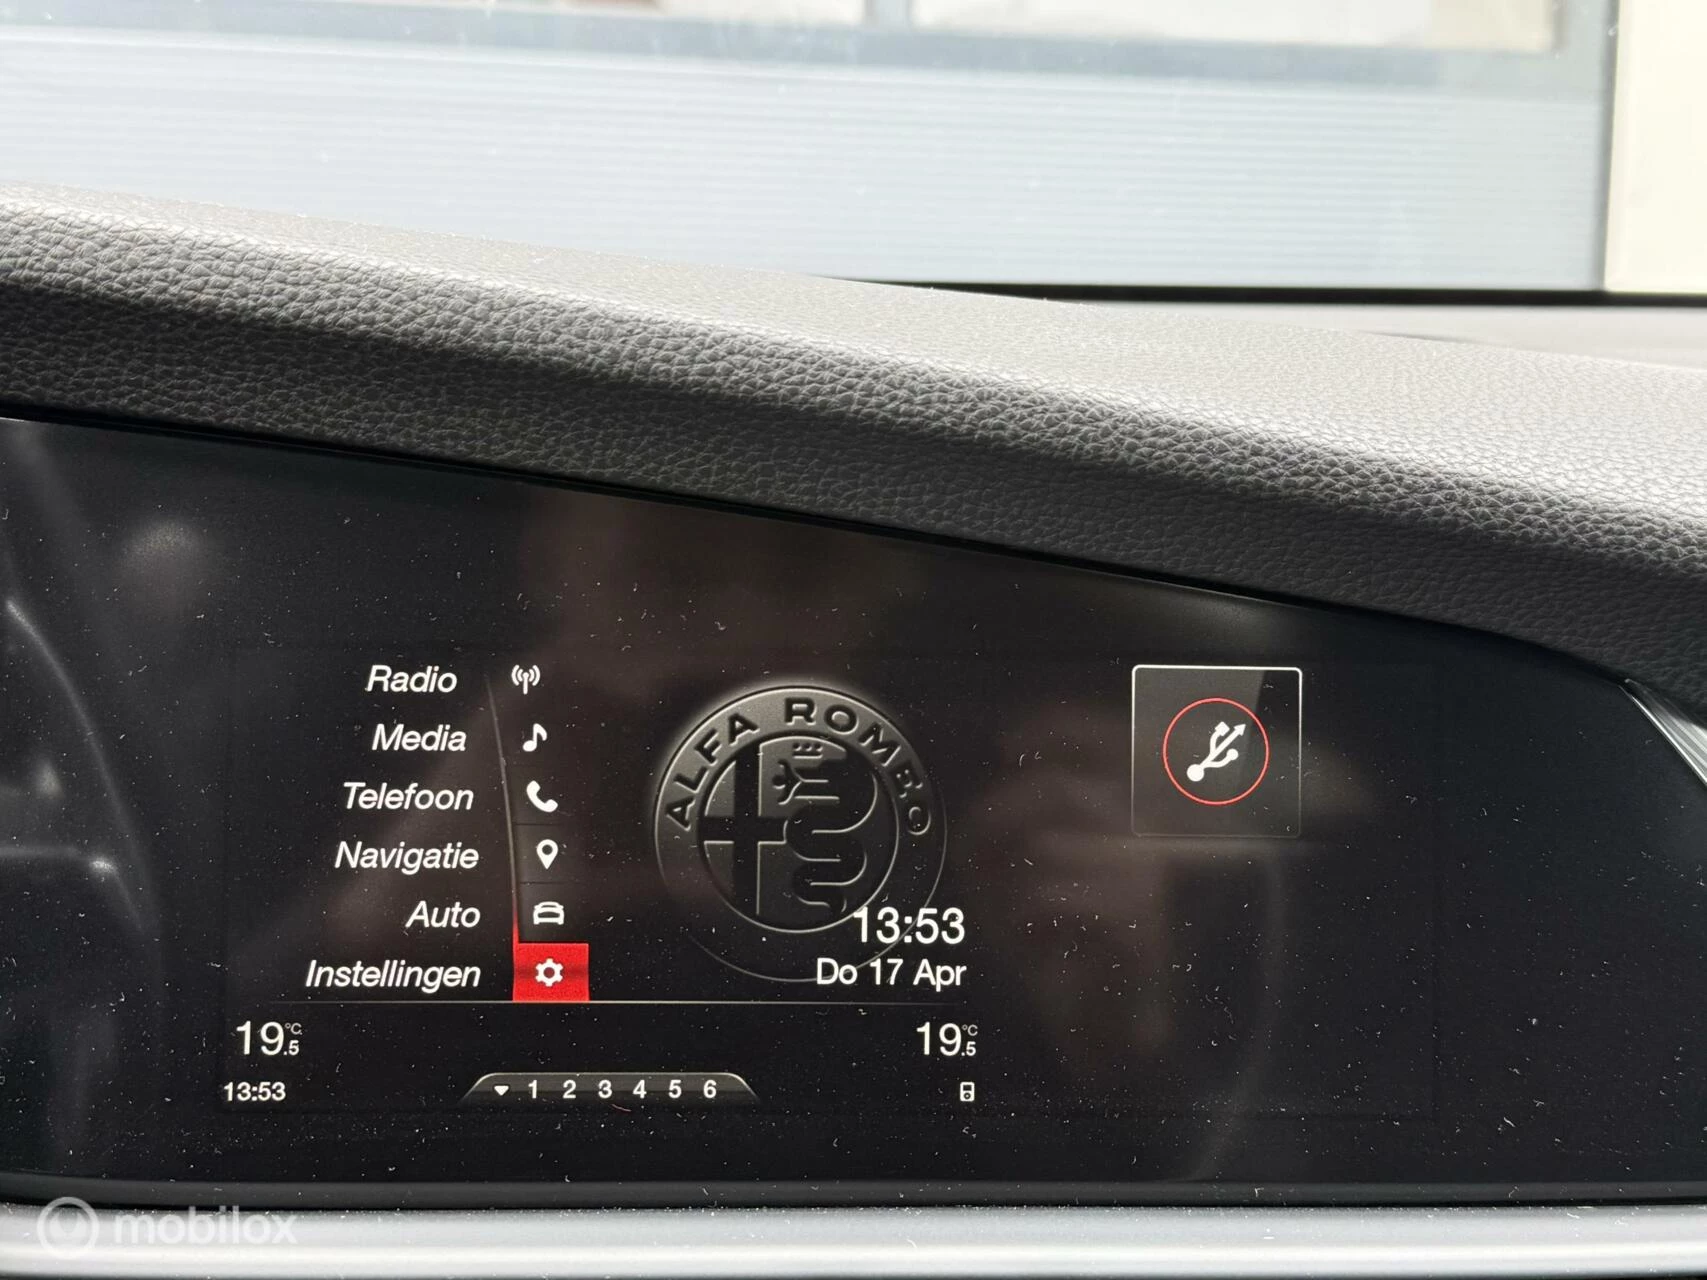 Radio
Media
Telefoon
Navigatie
Auto
Instellingen
ALFA ROMEO
13:53
Do 17 Apr
19.5 °C
19.5 °C
13:53
1 2 3 4 5 6
mobilox